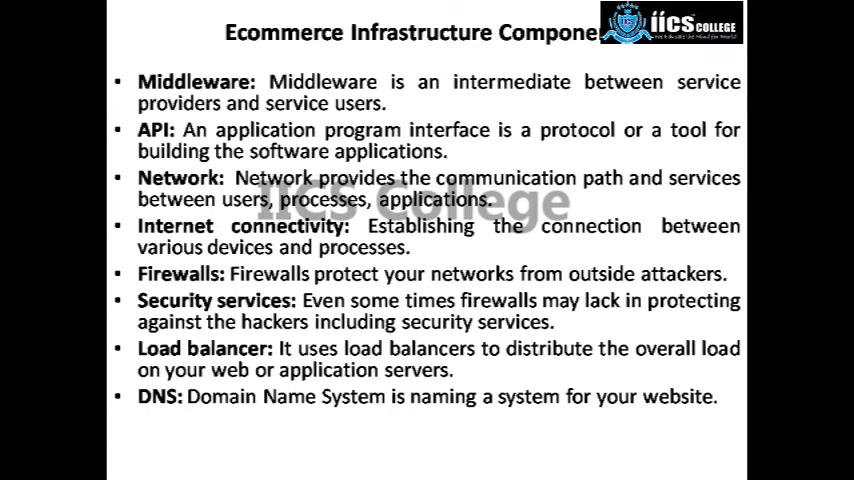 Ecommerce Infrastructure
iics COLLEGE
• Middleware: Middleware is an intermediate between service
providers and service users.
• API: An application program interface is a protocol or a tool for
building the software applications.
• Network: Network provides the communication path and services
between users, processes, applications.
IICS College
• Internet connectivity: Establishing the connection between
various devices and processes.
• Firewalls: Firewalls protect your networks from outside attackers.
• Security services: Even some times firewalls may lack in protecting
against the hackers including security services.
• Load balancer: It uses load balancers to distribute the overall load
on your web or application servers.
• DNS: Domain Name System is naming a system for your website.